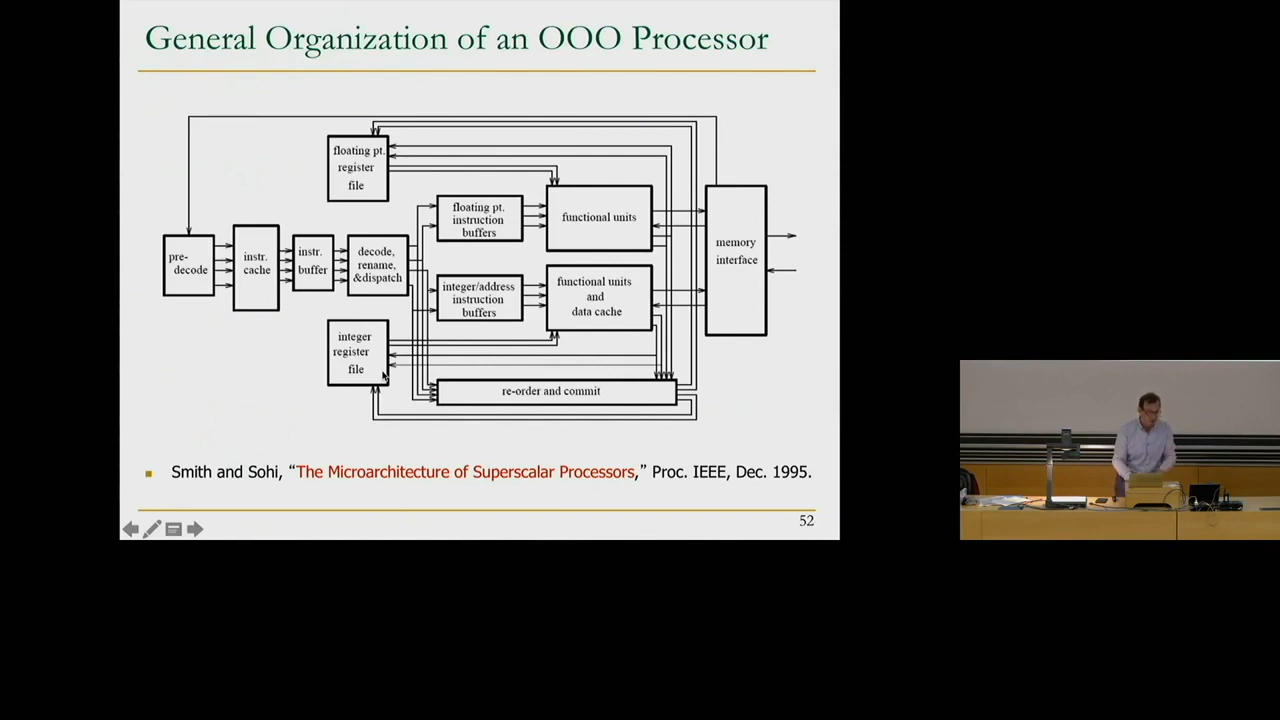 General Organization of an OOO Processor
floating pt.
register
file
floating pt.
instruction
buffers
functional units
memory
interface
pre-
decode
instr.
cache
instr.
buffer
decode,
rename,
&dispatch
integer/address
instruction
buffers
functional units
and
data cache
integer
register
file
re-order and commit
Smith and Sohi, “The Microarchitecture of Superscalar Processors,” Proc. IEEE, Dec. 1995.
52